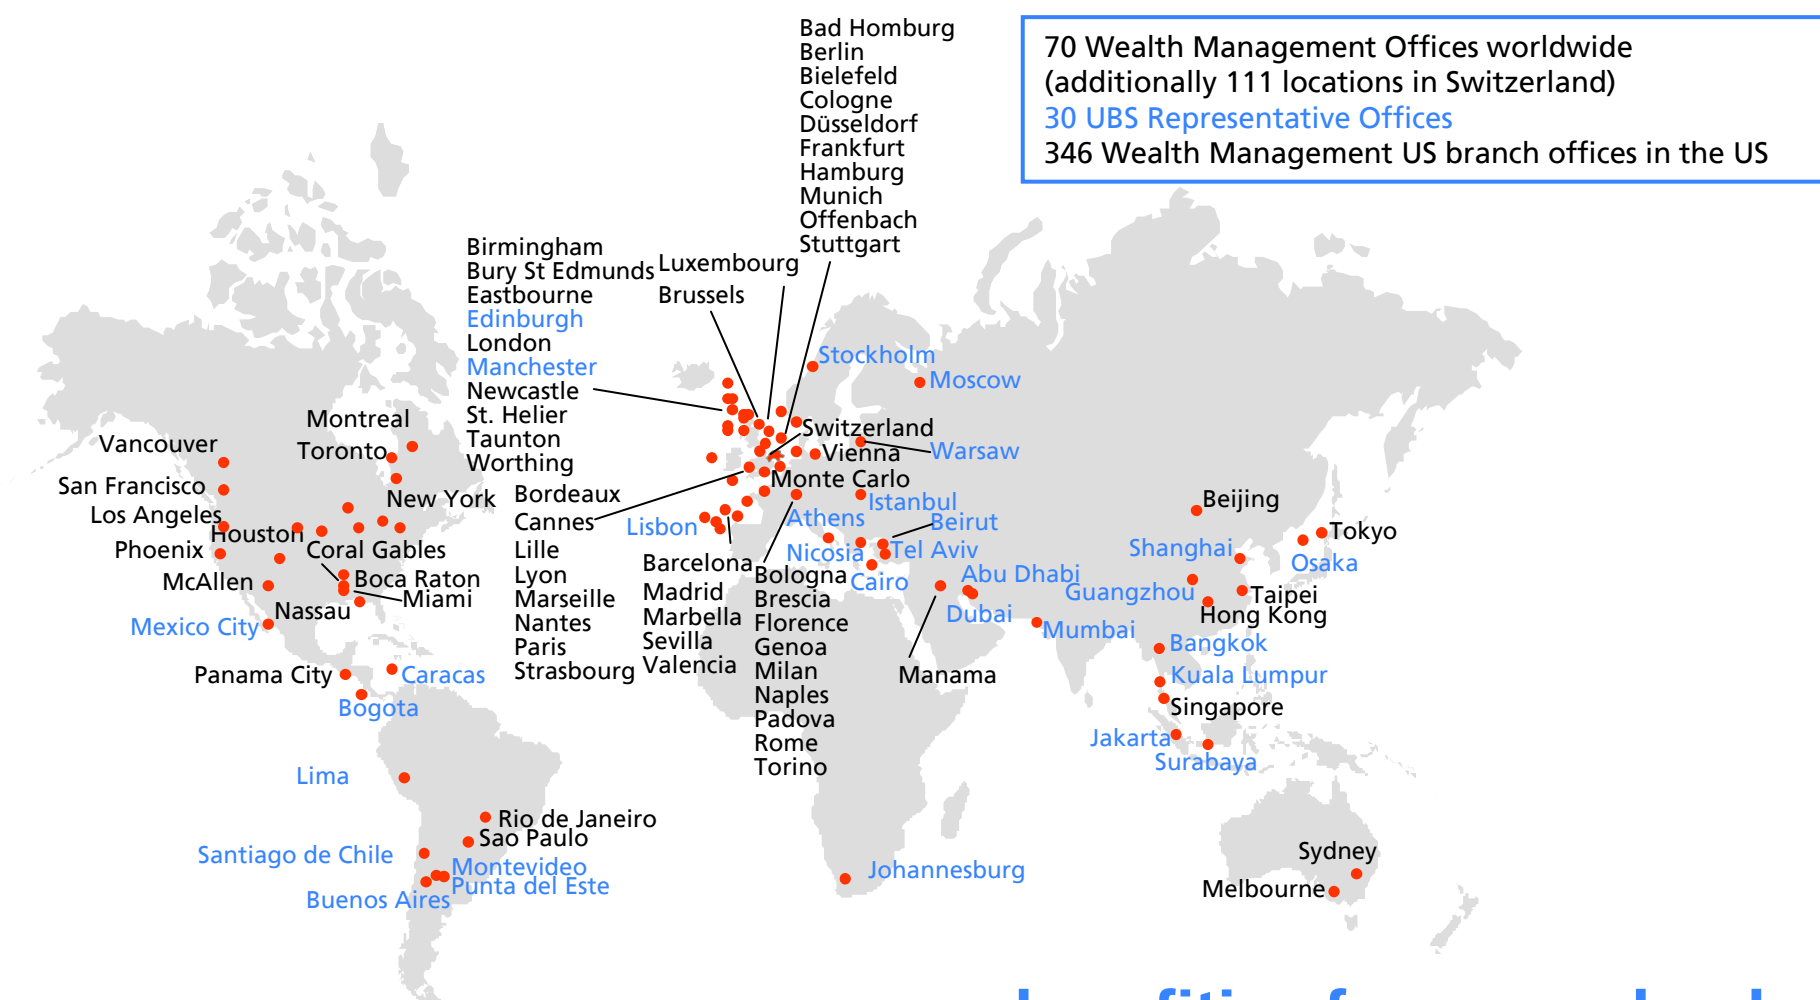 70 Wealth Management Offices worldwide
(additionally 111 locations in Switzerland)
30 UBS Representative Offices
346 Wealth Management US branch offices in the US
Bad Homburg
Berlin
Bielefeld
Cologne
Düsseldorf
Frankfurt
Hamburg
Munich
Offenbach
Stuttgart
Birmingham
Bury St Edmunds
Eastbourne
Edinburgh
London
Manchester
Newcastle
St. Helier
Taunton
Worthing
Luxembourg
Brussels
Stockholm
Moscow
Switzerland
Vienna
Warsaw
Monte Carlo
Istanbul
Athens
Beirut
Nicosia
Tel Aviv
Cairo
Abu Dhabi
Dubai
Manama
Mumbai
Montreal
Toronto
Vancouver
San Francisco
New York
Los Angeles
Houston
Phoenix
Coral Gables
McAllen
Boca Raton
Miami
Nassau
Mexico City
Panama City
Caracas
Bogota
Bordeaux
Cannes
Lille
Lyon
Marseille
Nantes
Paris
Strasbourg
Lisbon
Barcelona
Madrid
Marbella
Sevilla
Valencia
Bologna
Brescia
Florence
Genoa
Milan
Naples
Padova
Rome
Torino
Beijing
Tokyo
Shanghai
Osaka
Guangzhou
Taipei
Hong Kong
Bangkok
Kuala Lumpur
Singapore
Jakarta
Surabaya
Lima
Rio de Janeiro
Sao Paulo
Santiago de Chile
Montevideo
Punta del Este
Buenos Aires
Johannesburg
Sydney
Melbourne